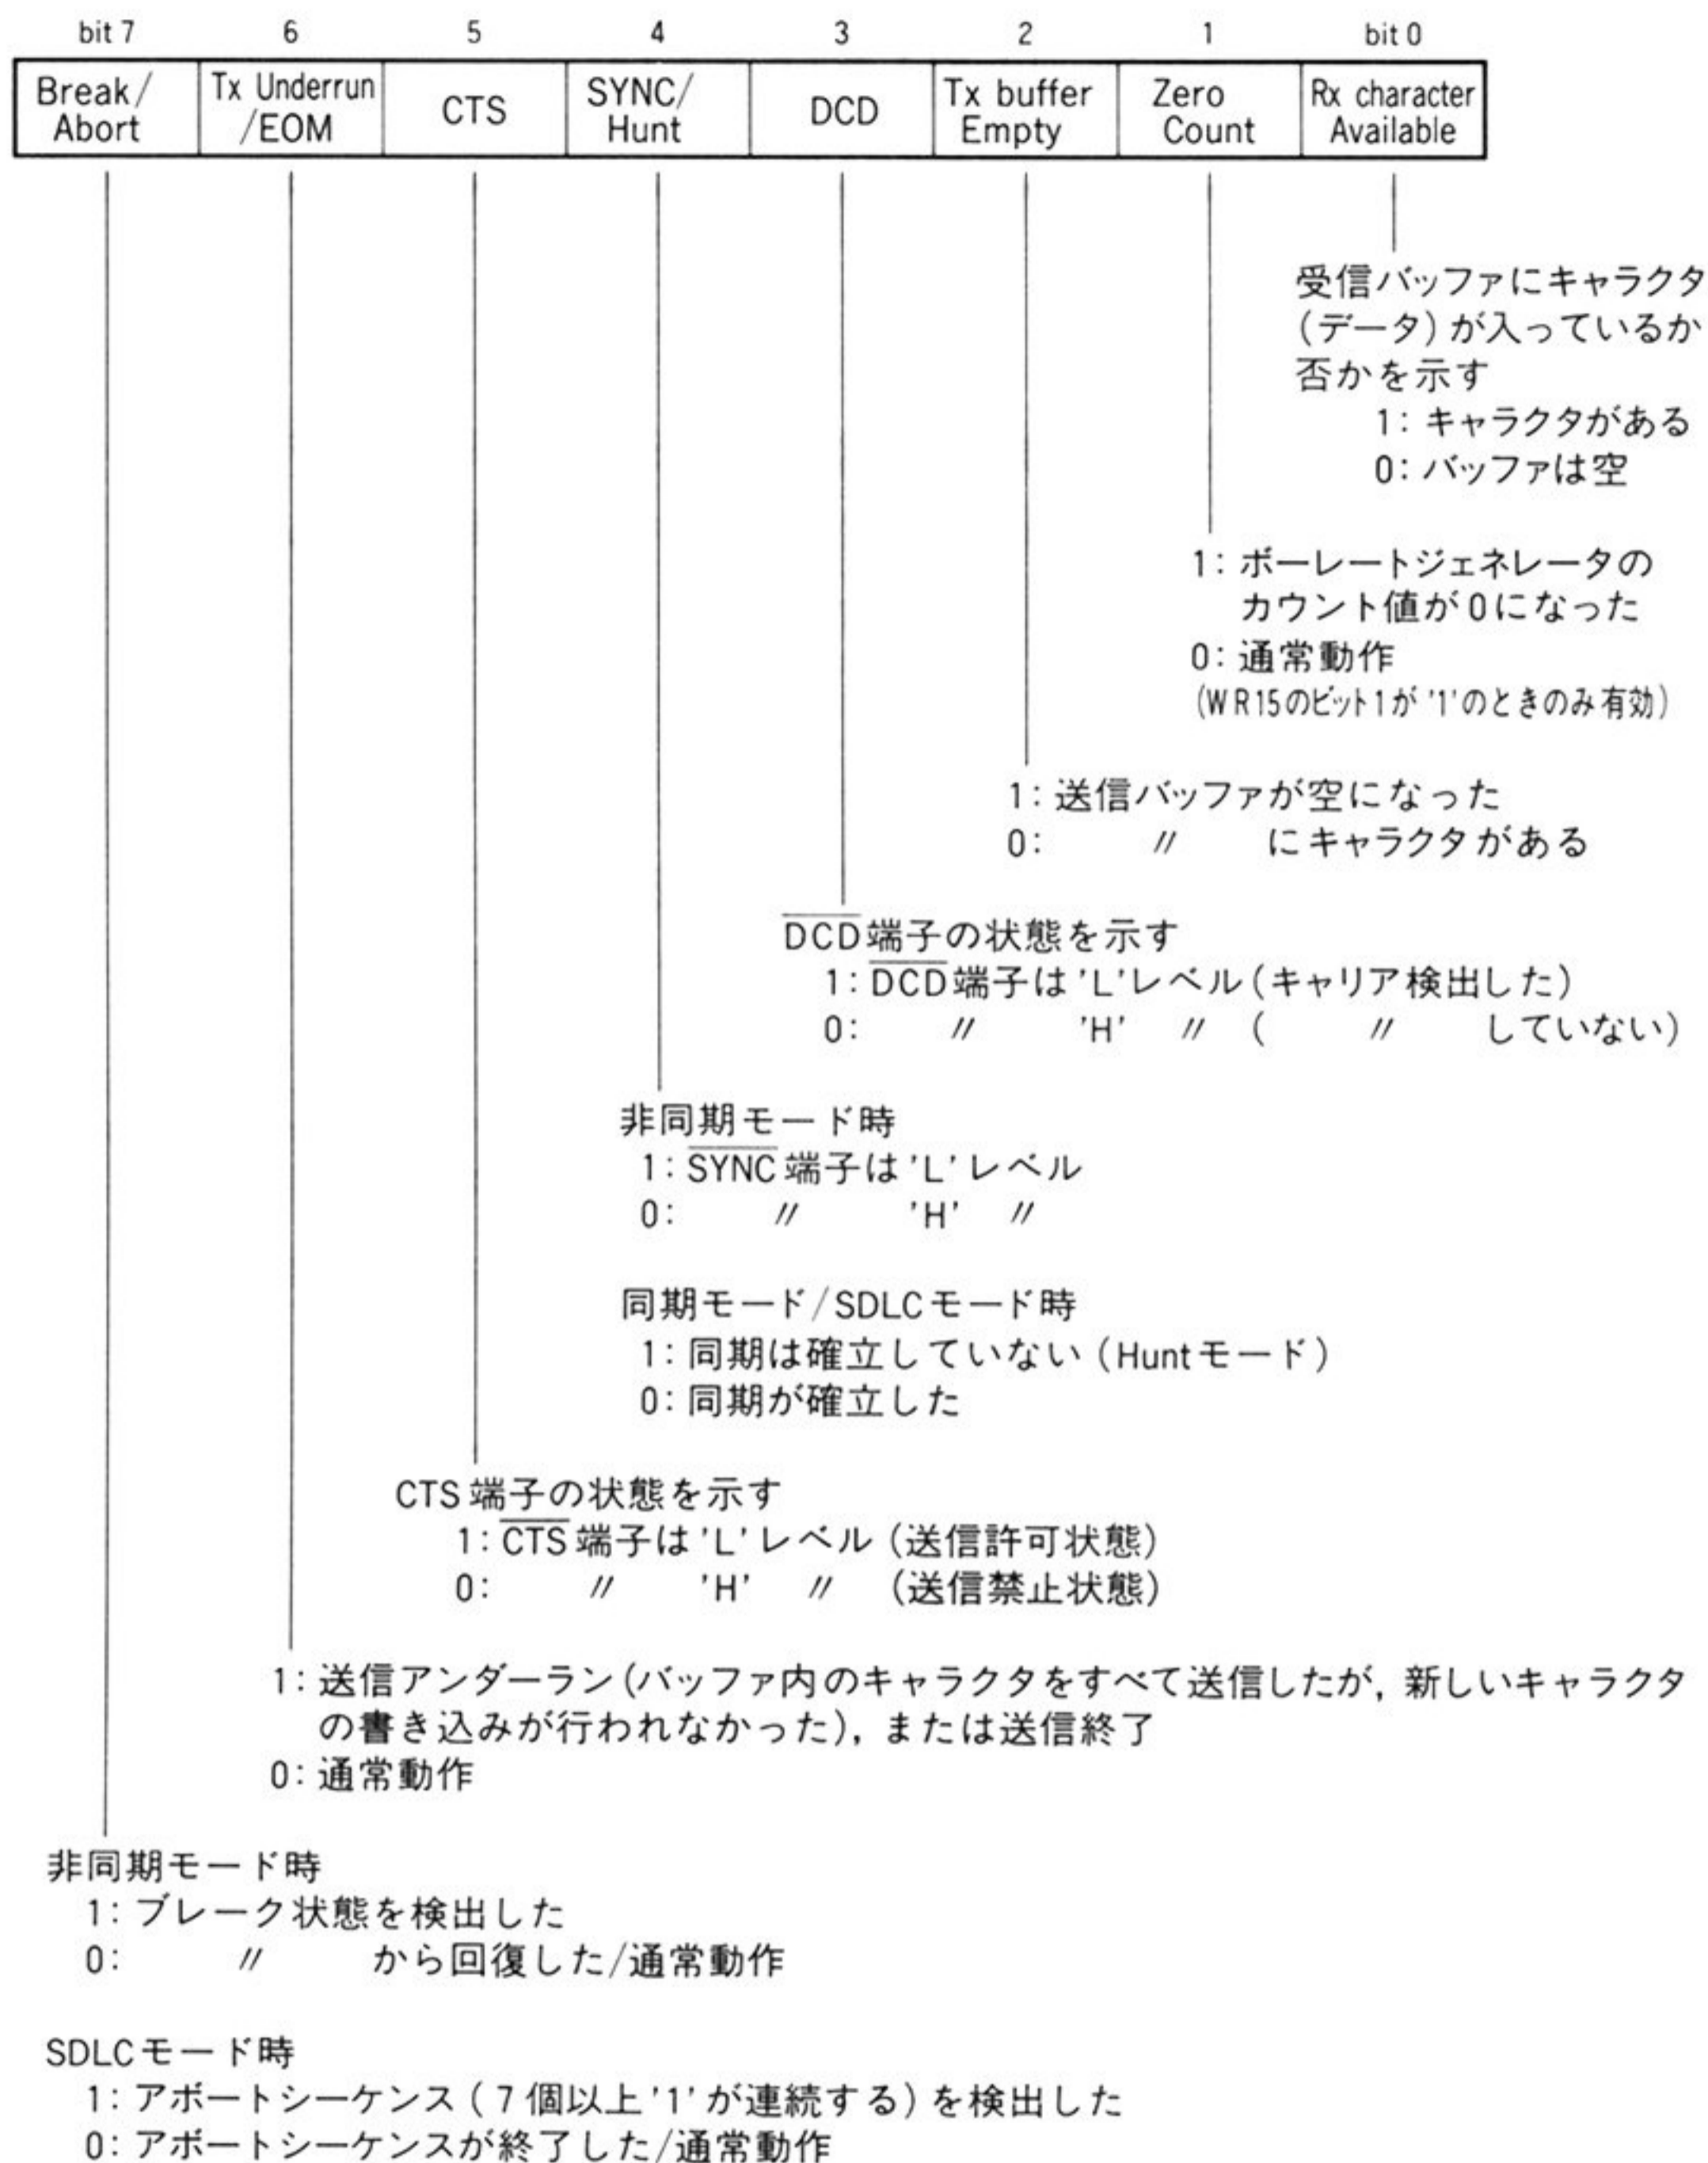 bit 7 6 5 4 3 2 1 bit 0
Break/ Abort
Tx Underrun /EOM
CTS
SYNC/ Hunt
DCD
Tx buffer Empty
Zero Count
Rx character Available
受信バッファにキャラクタ
(データ)が入っているか
否かを示す
1: キャラクタがある
0: バッファは空
1: ボーレートジェネレータの
カウント値が0になった
0: 通常動作
(WR15のビット1が'1'のときのみ有効)
1: 送信バッファが空になった
0: 〃 にキャラクタがある
D̅C̅D̅端子の状態を示す
1: D̅C̅D̅端子は'L'レベル(キャリア検出した)
0: 〃 'H' 〃 ( 〃 していない)
非同期モード時
1: S̅Y̅N̅C̅端子は'L'レベル
0: 〃 'H' 〃
同期モード/SDLCモード時
1: 同期は確立していない(Huntモード)
0: 同期が確立した
CTS端子の状態を示す
1: C̅T̅S̅端子は'L'レベル(送信許可状態)
0: 〃 'H' 〃 (送信禁止状態)
1: 送信アンダーラン(バッファ内のキャラクタをすべて送信したが, 新しいキャラクタ
の書き込みが行われなかった), または送信終了
0: 通常動作
非同期モード時
1: ブレーク状態を検出した
0: 〃 から回復した/通常動作
SDLCモード時
1: アボートシーケンス(7個以上'1'が連続する)を検出した
0: アボートシーケンスが終了した/通常動作